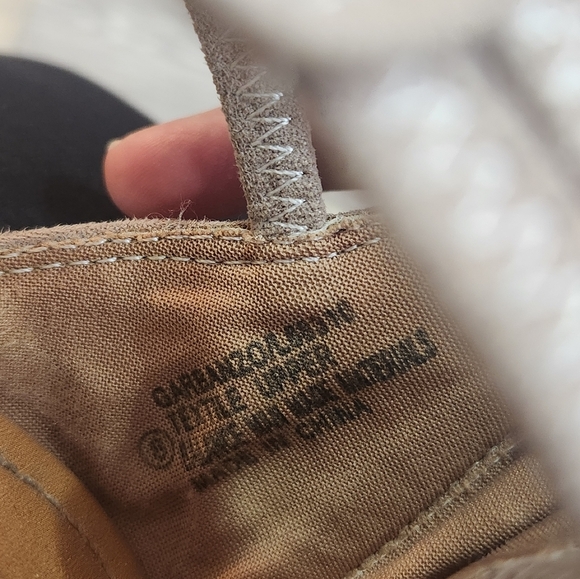 GARBANZO/
TEXTILE UPPER
MAN MADE MATERIALS
MADE IN CHINA